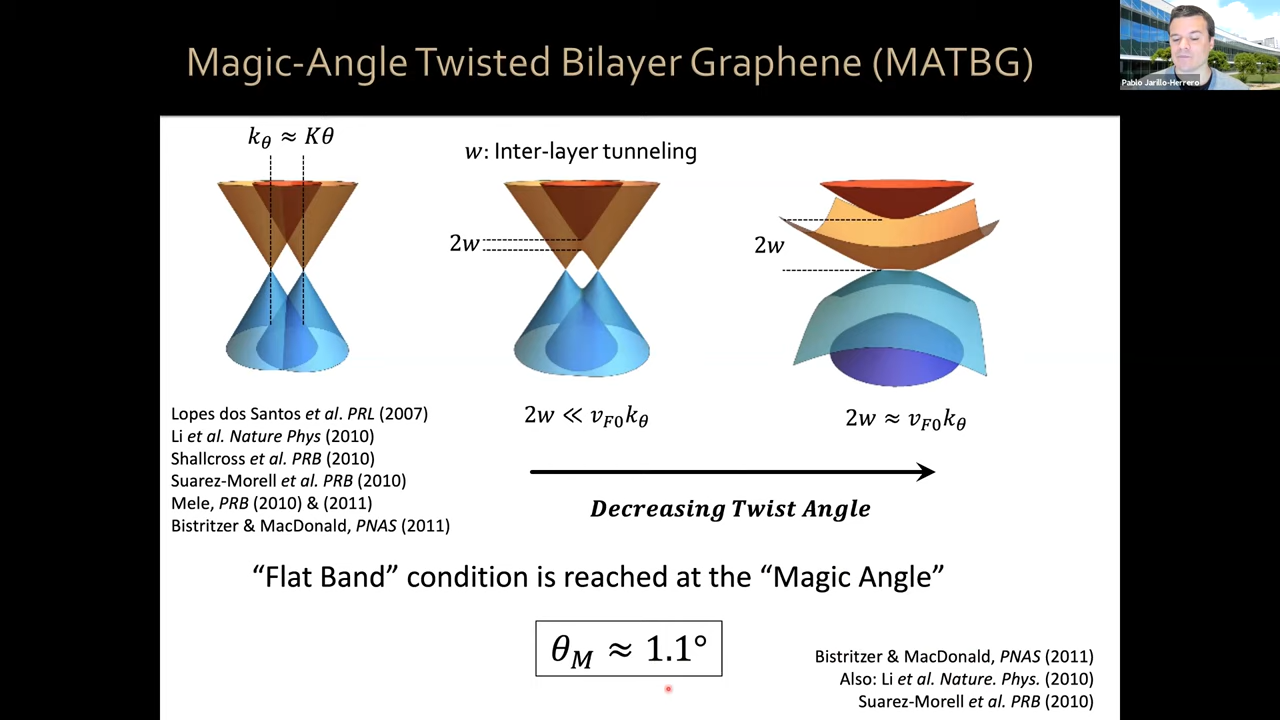 Magic-Angle Twisted Bilayer Graphene (MATBG)
Pablo Jarillo-Herrero
k_θ ≈ Kθ
w: Inter-layer tunneling
2w
2w
2w ≪ v_F0 k_θ
2w ≈ v_F0 k_θ
Lopes dos Santos et al. PRL (2007)
Li et al. Nature Phys (2010)
Shallcross et al. PRB (2010)
Suarez-Morell et al. PRB (2010)
Mele, PRB (2010) & (2011)
Bistritzer & MacDonald, PNAS (2011)
Decreasing Twist Angle
“Flat Band” condition is reached at the “Magic Angle”
θ_M ≈ 1.1°
Bistritzer & MacDonald, PNAS (2011)
Also: Li et al. Nature. Phys. (2010)
Suarez-Morell et al. PRB (2010)